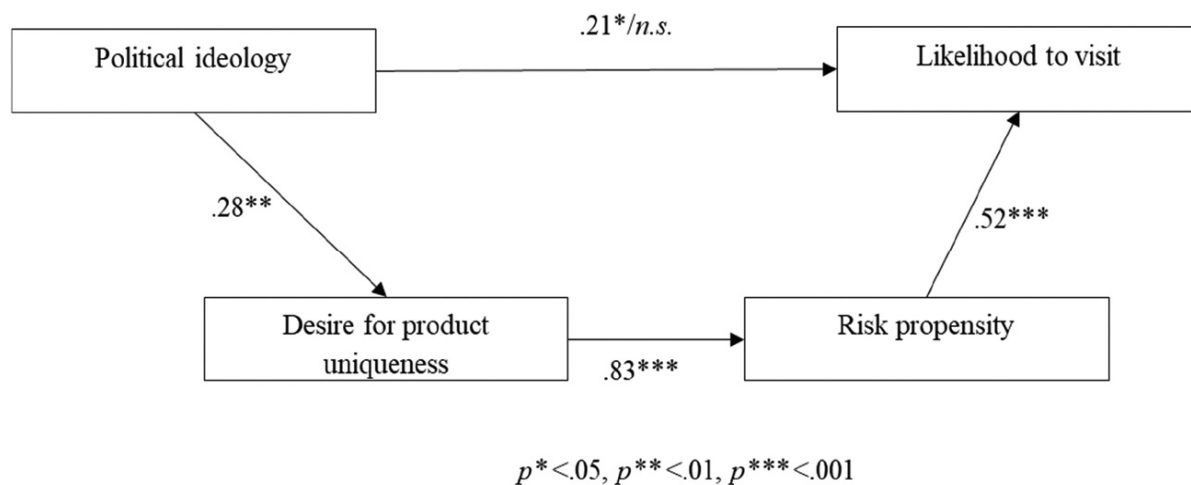 .21*/n.s.
Political ideology
Likelihood to visit
.28**
.52***
Desire for product
uniqueness
Risk propensity
.83***
p*<.05, p**<.01, p***<.001